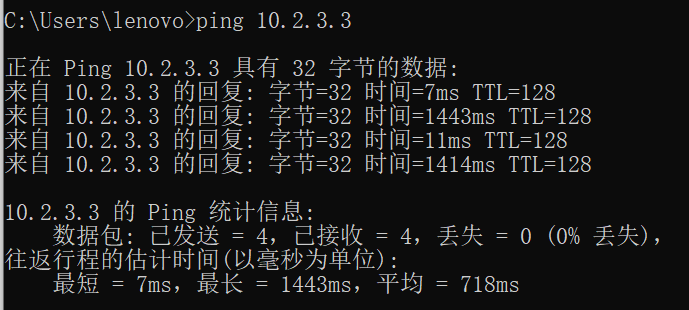 C:\Users\lenovo>ping 10.2.3.3
正在 Ping 10.2.3.3 具有 32 字节的数据:
来自 10.2.3.3 的回复: 字节=32 时间=7ms TTL=128
来自 10.2.3.3 的回复: 字节=32 时间=1443ms TTL=128
来自 10.2.3.3 的回复: 字节=32 时间=11ms TTL=128
来自 10.2.3.3 的回复: 字节=32 时间=1414ms TTL=128
10.2.3.3 的 Ping 统计信息:
数据包: 已发送 = 4，已接收 = 4，丢失 = 0 (0% 丢失)，
往返行程的估计时间(以毫秒为单位):
最短 = 7ms，最长 = 1443ms，平均 = 718ms